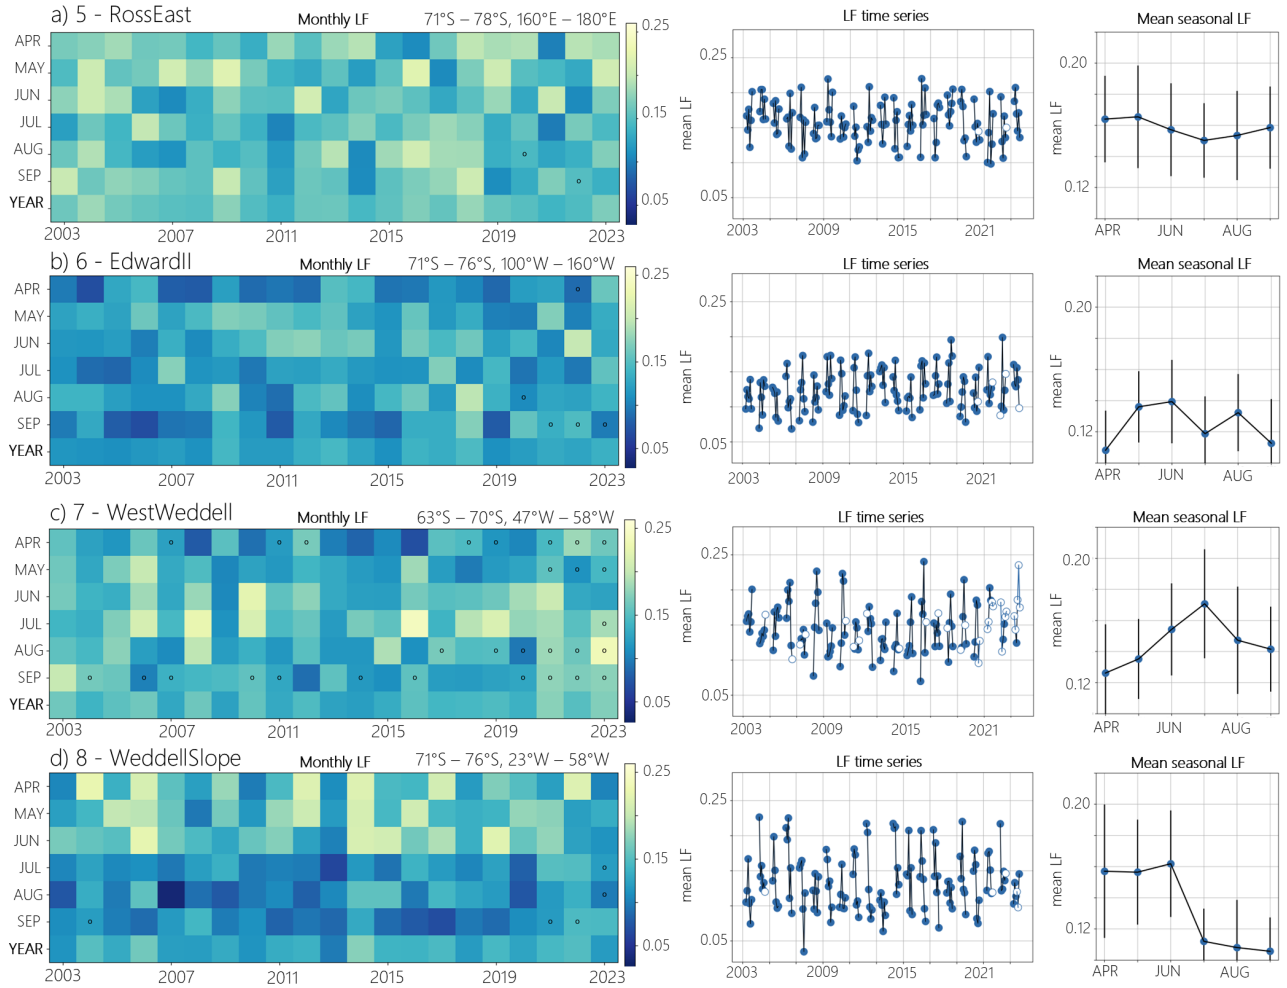 a) 5 - RossEast
Monthly LF
71°S – 78°S, 160°E – 180°E
APR
MAY
JUN
JUL
AUG
SEP
YEAR
2003 2007 2011 2015 2019 2023
0.25
0.15
0.05
LF time series
mean LF
0.25
0.05
2003 2009 2015 2021
Mean seasonal LF
mean LF
0.20
0.12
APR JUN AUG
b) 6 - EdwardII
Monthly LF
71°S – 76°S, 100°W – 160°W
APR
MAY
JUN
JUL
AUG
SEP
YEAR
2003 2007 2011 2015 2019 2023
0.25
0.15
0.05
LF time series
mean LF
0.25
0.05
2003 2009 2015 2021
Mean seasonal LF
mean LF
0.20
0.12
APR JUN AUG
c) 7 - WestWeddell
Monthly LF
63°S – 70°S, 47°W – 58°W
APR
MAY
JUN
JUL
AUG
SEP
YEAR
2003 2007 2011 2015 2019 2023
0.25
0.15
0.05
LF time series
mean LF
0.25
0.05
2003 2009 2015 2021
Mean seasonal LF
mean LF
0.20
0.12
APR JUN AUG
d) 8 - WeddellSlope
Monthly LF
71°S – 76°S, 23°W – 58°W
APR
MAY
JUN
JUL
AUG
SEP
YEAR
2003 2007 2011 2015 2019 2023
0.25
0.15
0.05
LF time series
mean LF
0.25
0.05
2003 2009 2015 2021
Mean seasonal LF
mean LF
0.20
0.12
APR JUN AUG